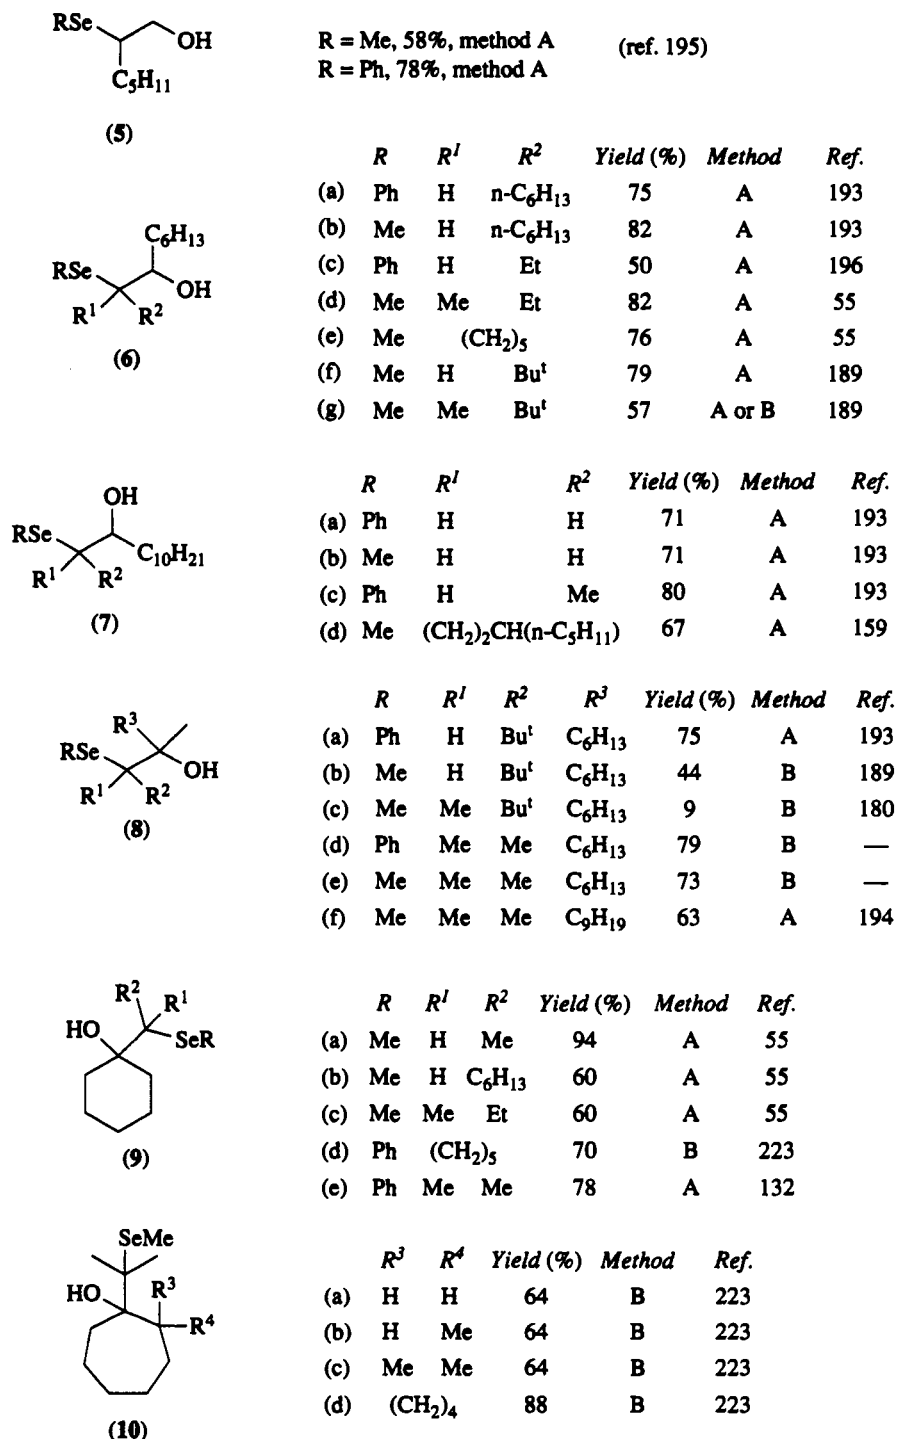 RSe OH R = Me, 58%, method A (ref. 195)
C₅H₁₁ R = Ph, 78%, method A
(5)
R R¹ R² Yield (%) Method Ref.
(a) Ph H n-C₆H₁₃ 75 A 193
(b) Me H n-C₆H₁₃ 82 A 193
(c) Ph H Et 50 A 196
(d) Me Me Et 82 A 55
(e) Me (CH₂)₅ 76 A 55
(f) Me H Buᵗ 79 A 189
(g) Me Me Buᵗ 57 A or B 189
C₆H₁₃
RSe OH
R¹ R²
(6)
R R¹ R² Yield (%) Method Ref.
(a) Ph H H 71 A 193
(b) Me H H 71 A 193
(c) Ph H Me 80 A 193
(d) Me (CH₂)₂CH(n-C₅H₁₁) 67 A 159
OH
RSe C₁₀H₂₁
R¹ R²
(7)
R R¹ R² R³ Yield (%) Method Ref.
(a) Ph H Buᵗ C₆H₁₃ 75 A 193
(b) Me H Buᵗ C₆H₁₃ 44 B 189
(c) Me Me Buᵗ C₆H₁₃ 9 B 180
(d) Ph Me Me C₆H₁₃ 79 B —
(e) Me Me Me C₆H₁₃ 73 B —
(f) Me Me Me C₉H₁₉ 63 A 194
R³
RSe OH
R¹ R²
(8)
R R¹ R² Yield (%) Method Ref.
(a) Me H Me 94 A 55
(b) Me H C₆H₁₃ 60 A 55
(c) Me Me Et 60 A 55
(d) Ph (CH₂)₅ 70 B 223
(e) Ph Me Me 78 A 132
R² R¹
HO SeR
(9)
R³ R⁴ Yield (%) Method Ref.
(a) H H 64 B 223
(b) H Me 64 B 223
(c) Me Me 64 B 223
(d) (CH₂)₄ 88 B 223
SeMe
HO R³
R⁴
(10)